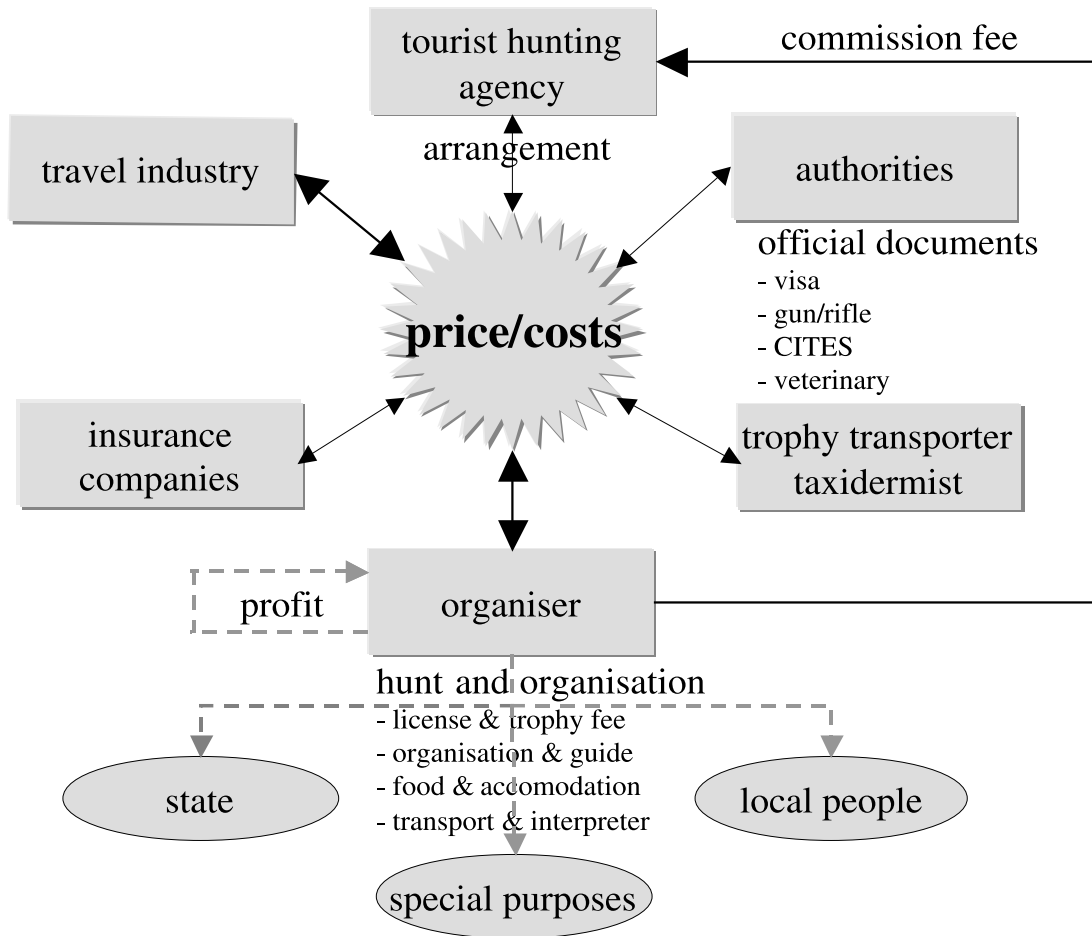 tourist hunting
agency
commission fee
arrangement
travel industry
authorities
official documents
- visa
- gun/rifle
- CITES
- veterinary
price/costs
insurance
companies
trophy transporter
taxidermist
profit
organiser
hunt and organisation
- license & trophy fee
- organisation & guide
- food & accomodation
- transport & interpreter
state
local people
special purposes